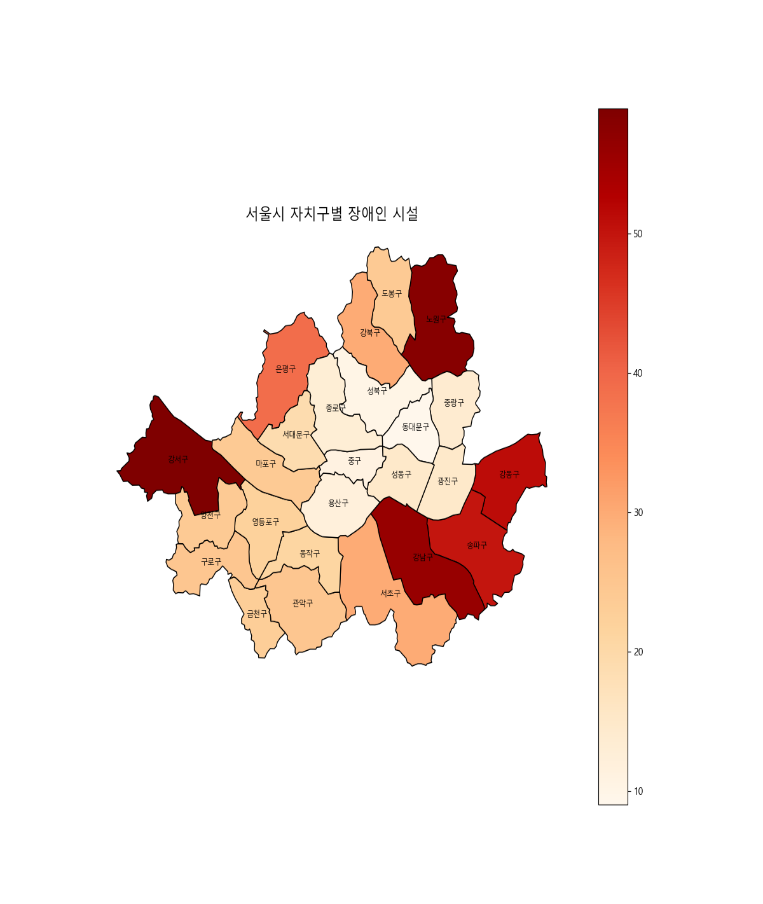 서울시 자치구별 장애인 시설
도봉구
노원구
강북구
은평구
성북구
중랑구
종로구
동대문구
서대문구
중구
마포구
강서구
성동구
강동구
광진구
용산구
양천구
영등포구
송파구
동작구
강남구
구로구
서초구
관악구
금천구
50
40
30
20
10